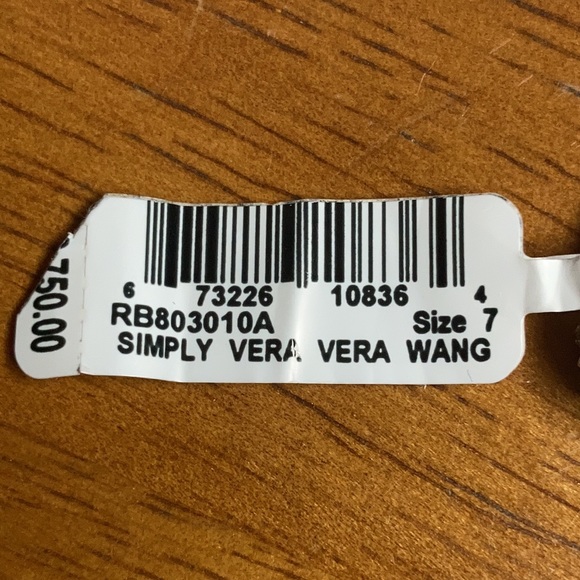 6 73226 10836 4
RB803010A Size 7
SIMPLY VERA VERA WANG
750.00